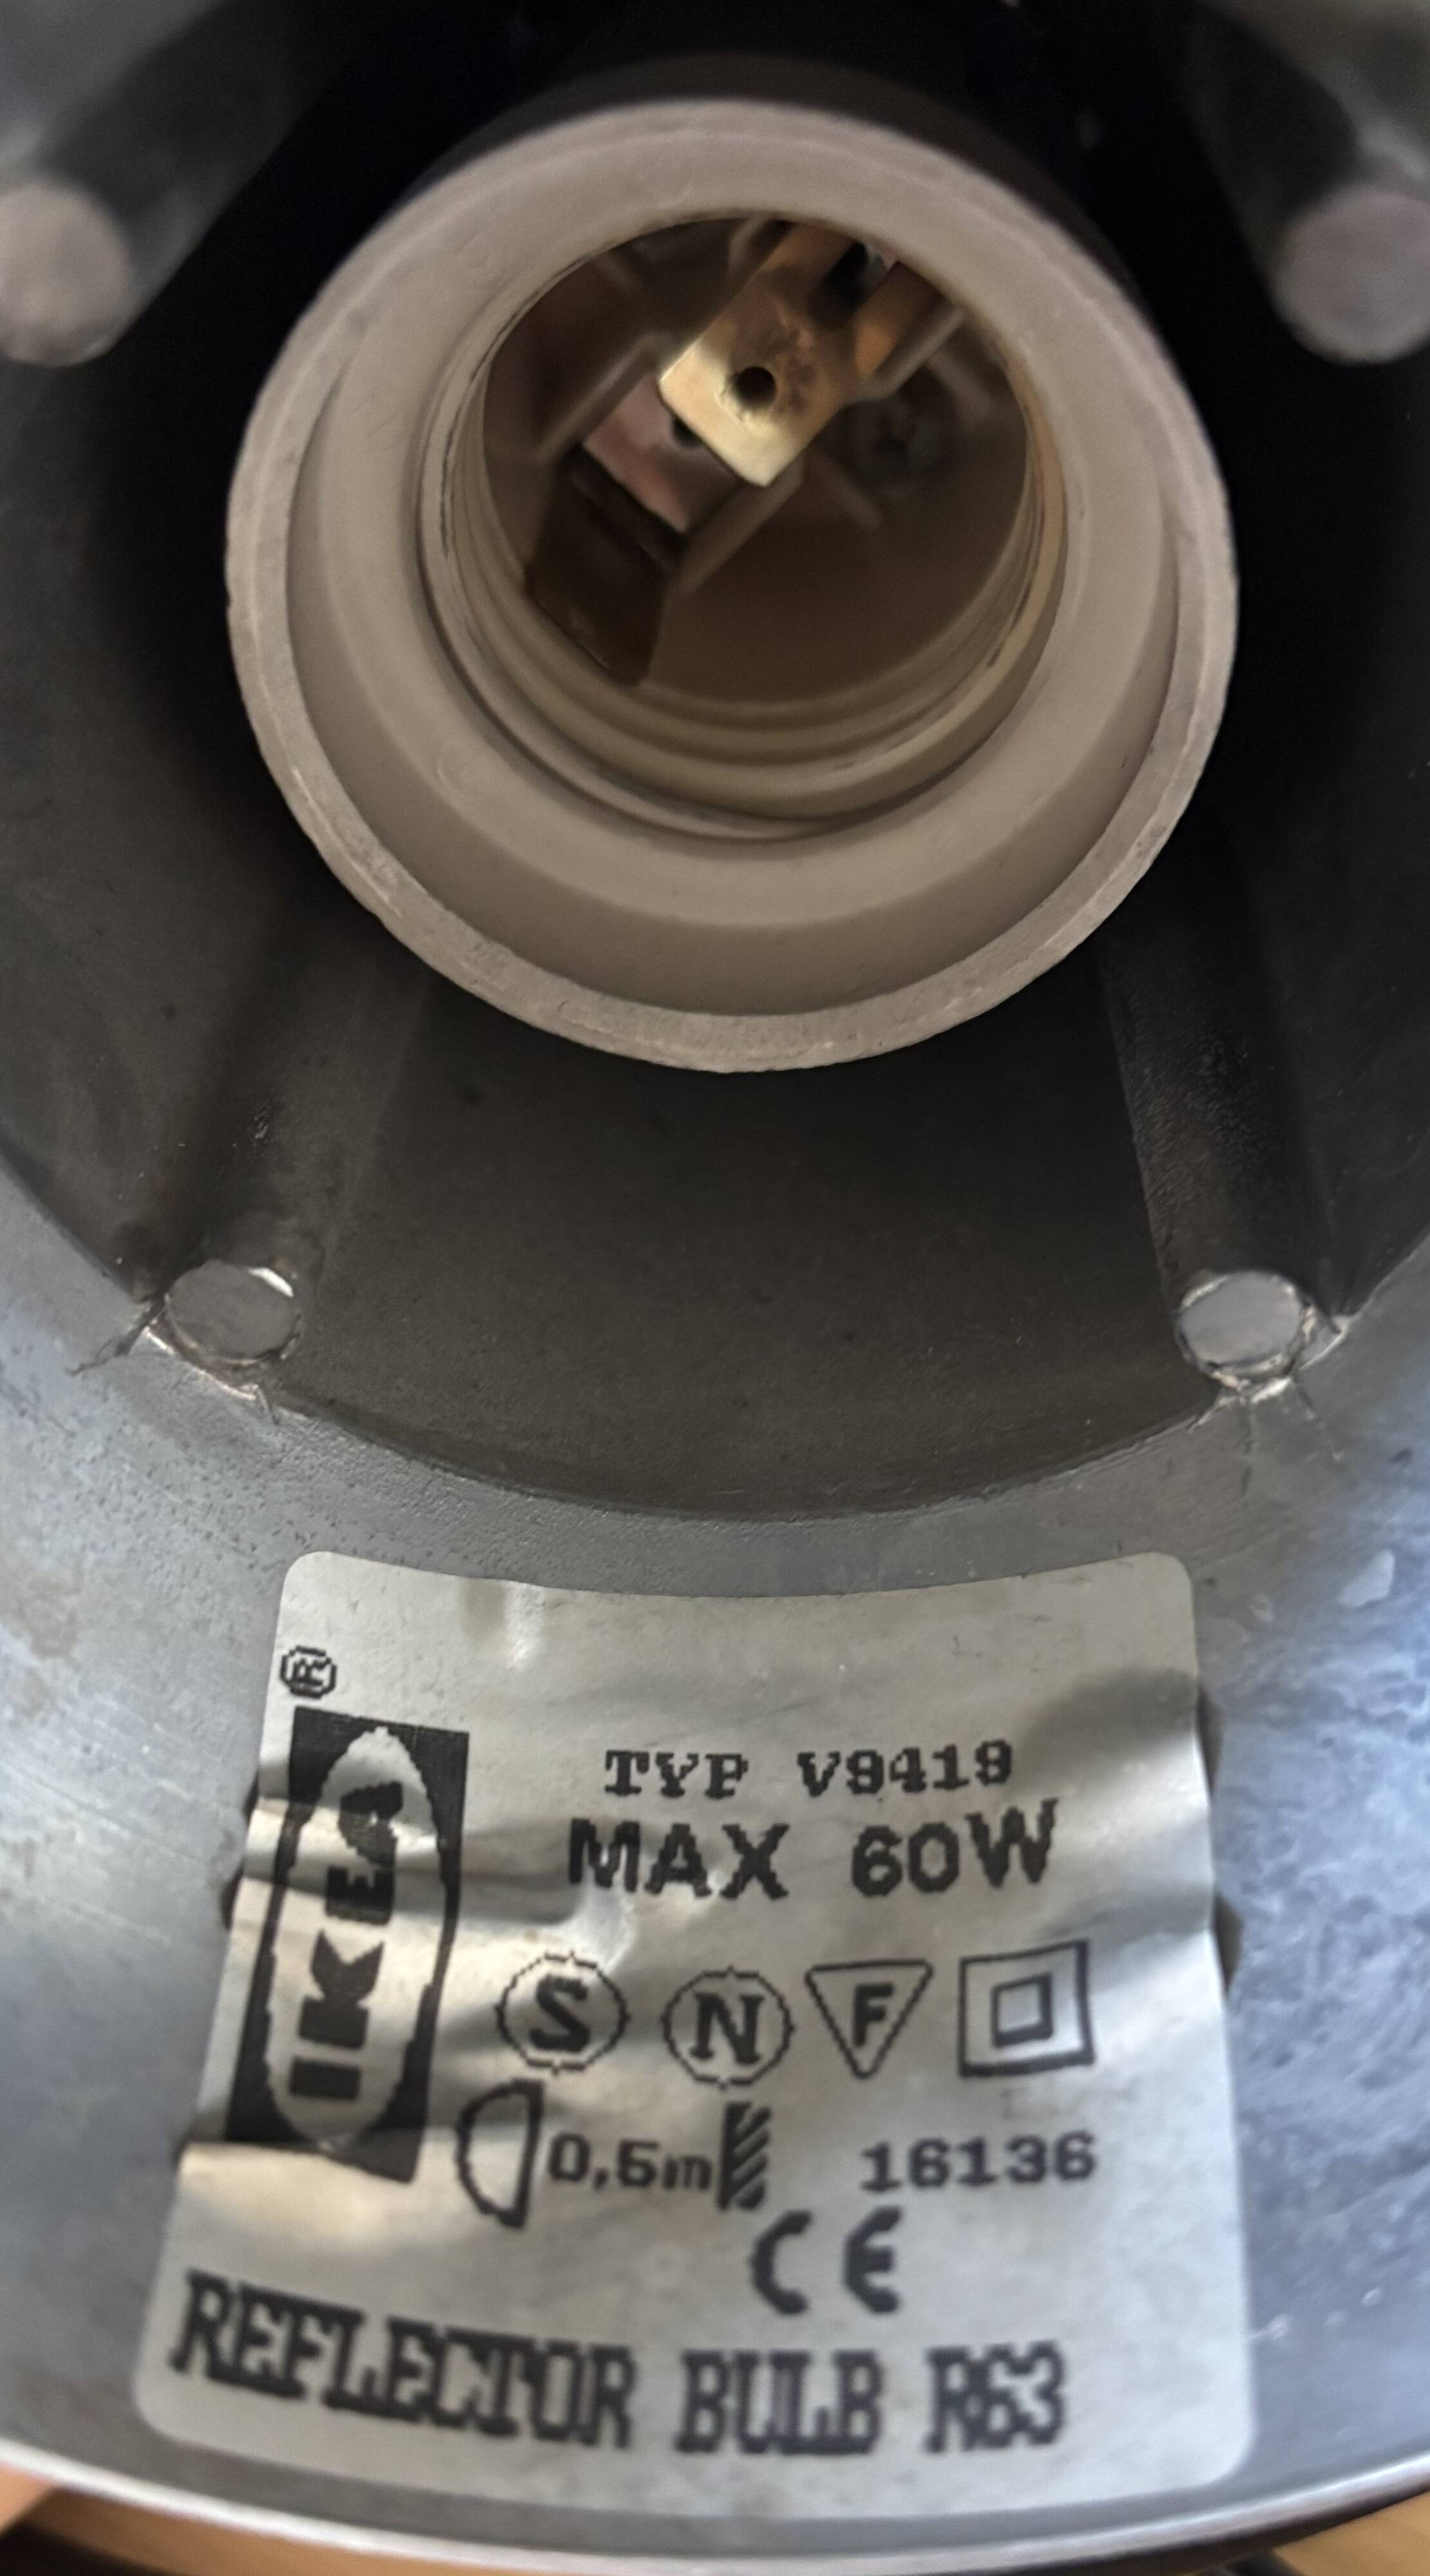 IKEA ®
TYP V9419
MAX 60W
S N F
0,5m 16136
CE
REFLECTOR BULB R63